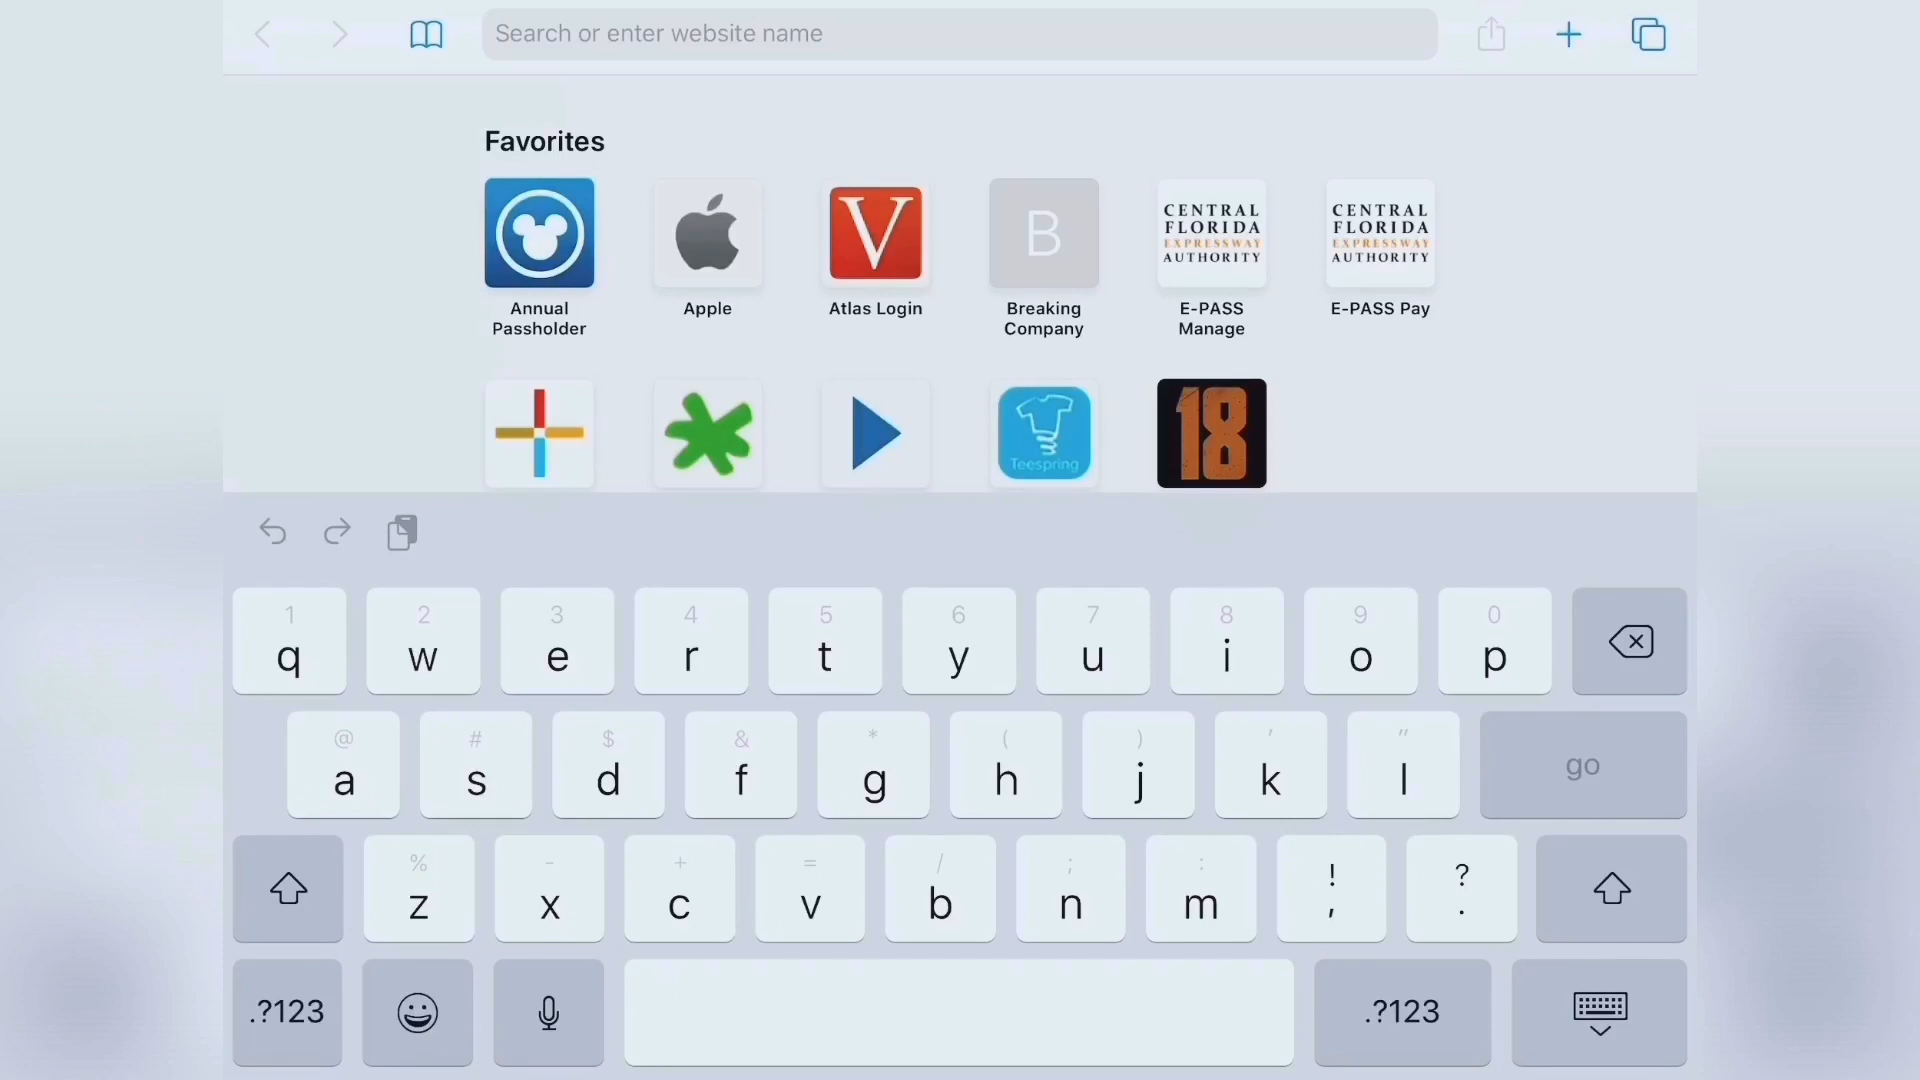 Search or enter website name
Favorites
V
B
CENTRAL
FLORIDA
EXPRESSWAY
AUTHORITY
CENTRAL
FLORIDA
EXPRESSWAY
AUTHORITY
Annual
Passholder
Apple
Atlas Login
Breaking
Company
E-PASS
Manage
E-PASS Pay
Teespring
18
1 2 3 4 5 6 7 8 9 0
q w e r t y u i o p
@ # $ & * ( ) ' "
a s d f g h j k l go
% - + = / ; : ! ?
z x c v b n m , .
.?123 .?123